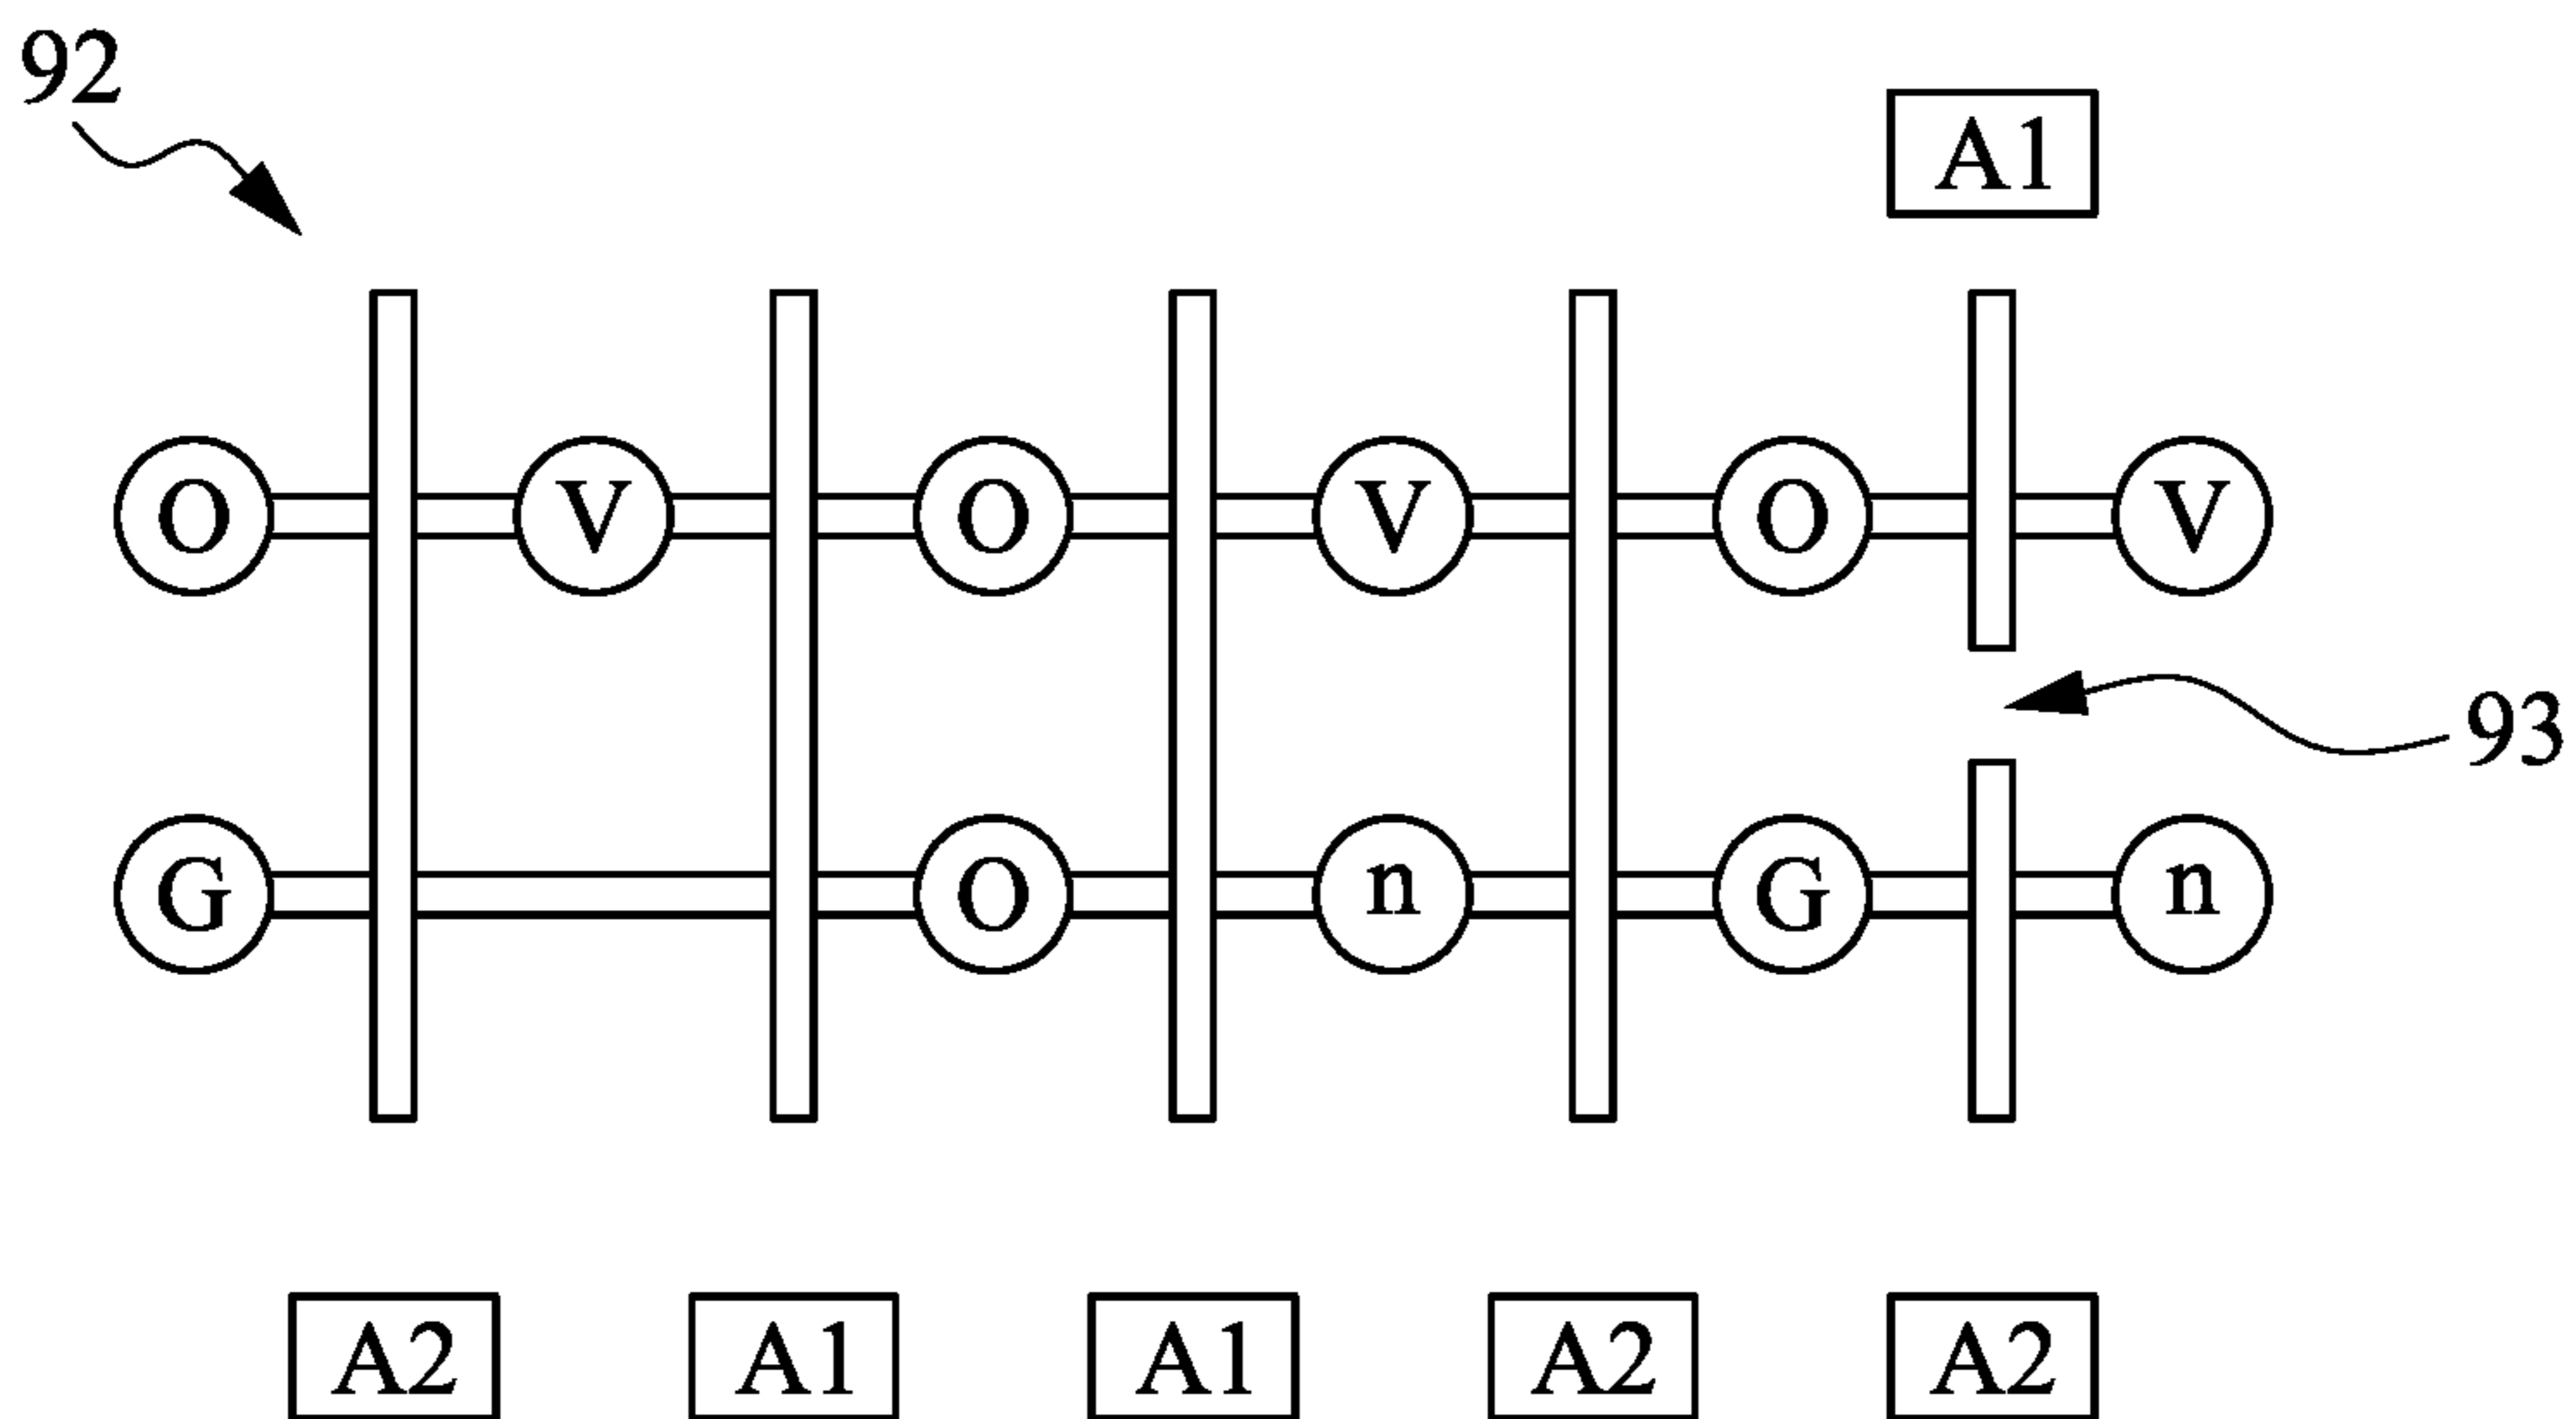 92
A1
O V O V O V
93
G O n G n
A2 A1 A1 A2 A2